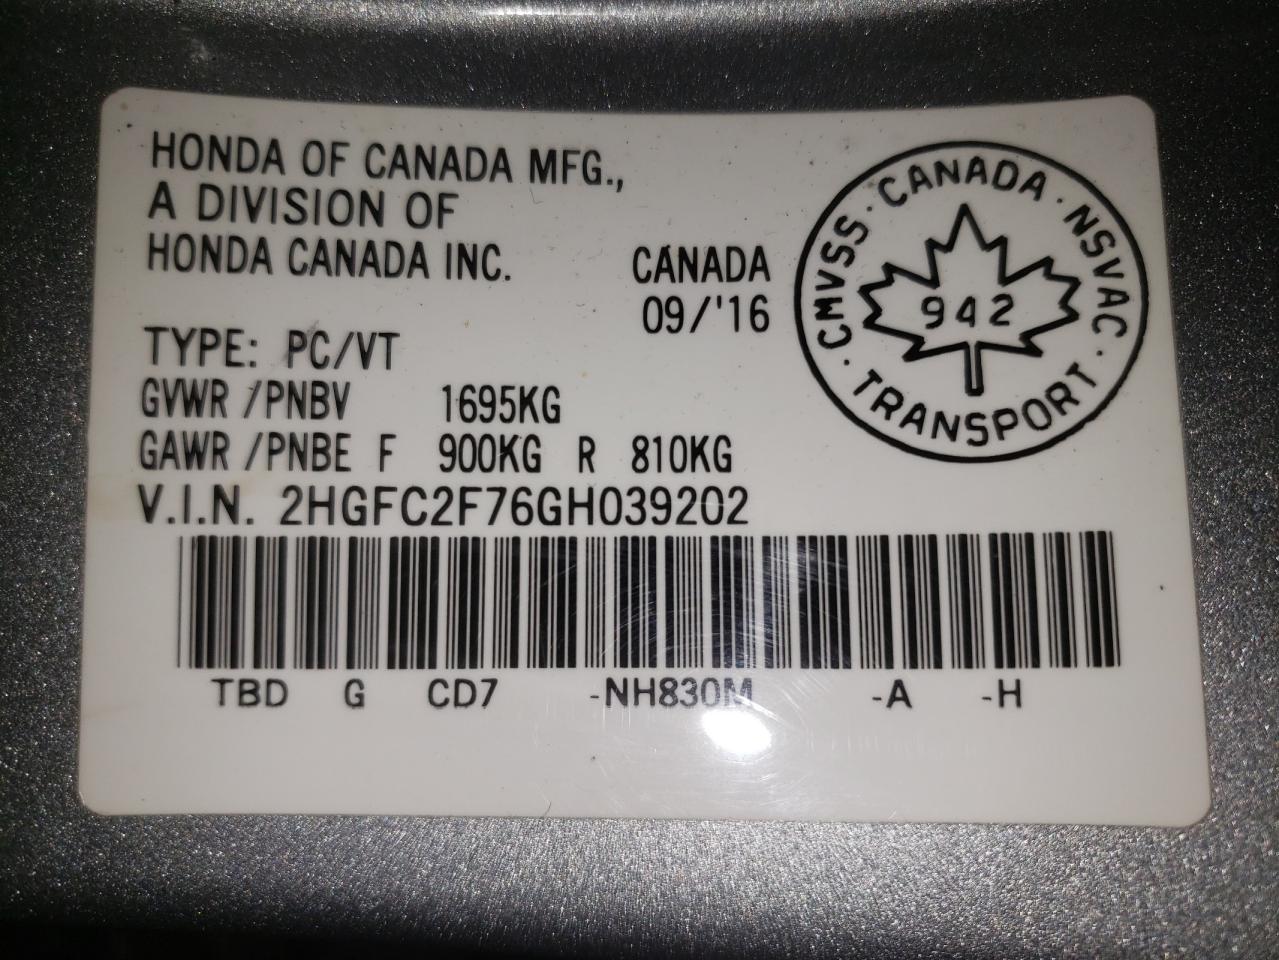 HONDA OF CANADA MFG.,
A DIVISION OF
HONDA CANADA INC.
CANADA
09/'16
TYPE: PC/VT
GVWR /PNBV 1695KG
GAWR /PNBE F 900KG R 810KG
V.I.N. 2HGFC2F76GH039202
TBD G CD7 -NH830M -A -H
CMVSS · CANADA · NSVAC ·
942
· TRANSPORT ·